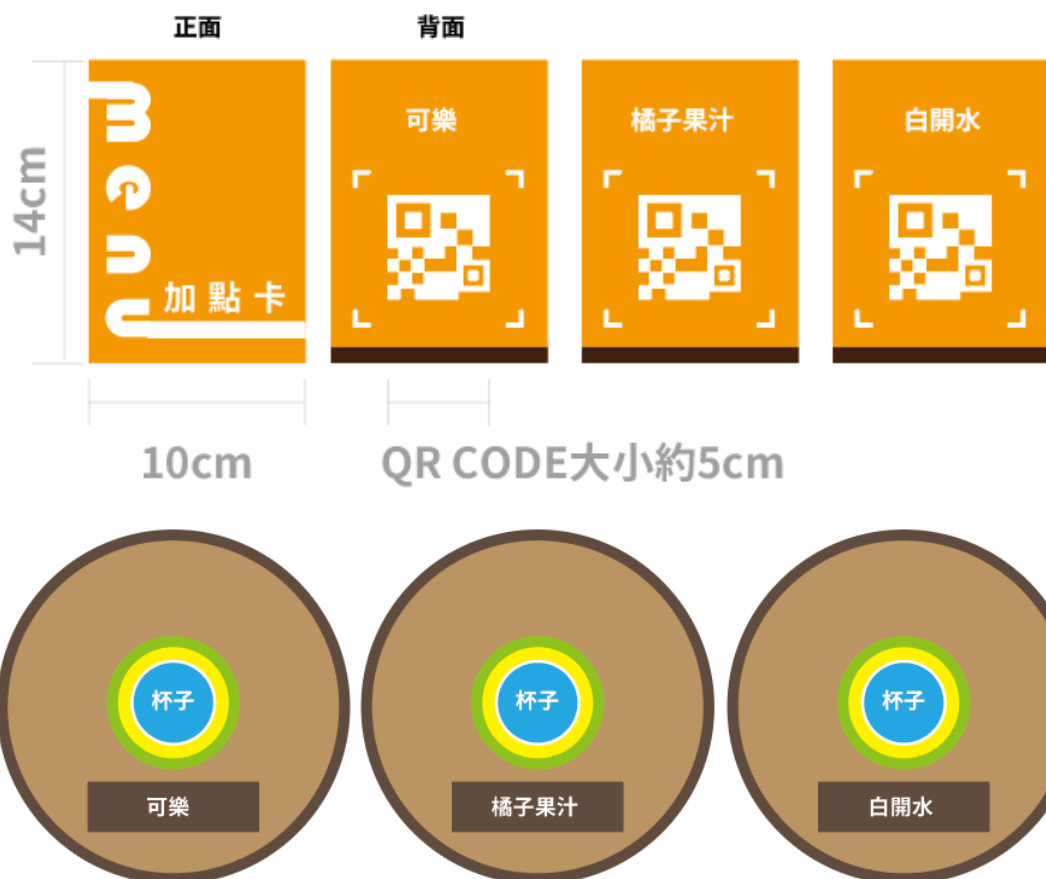 正面
背面
menu
加點卡
可樂
橘子果汁
白開水
14cm
10cm
QR CODE大小約5cm
杯子
杯子
杯子
可樂
橘子果汁
白開水